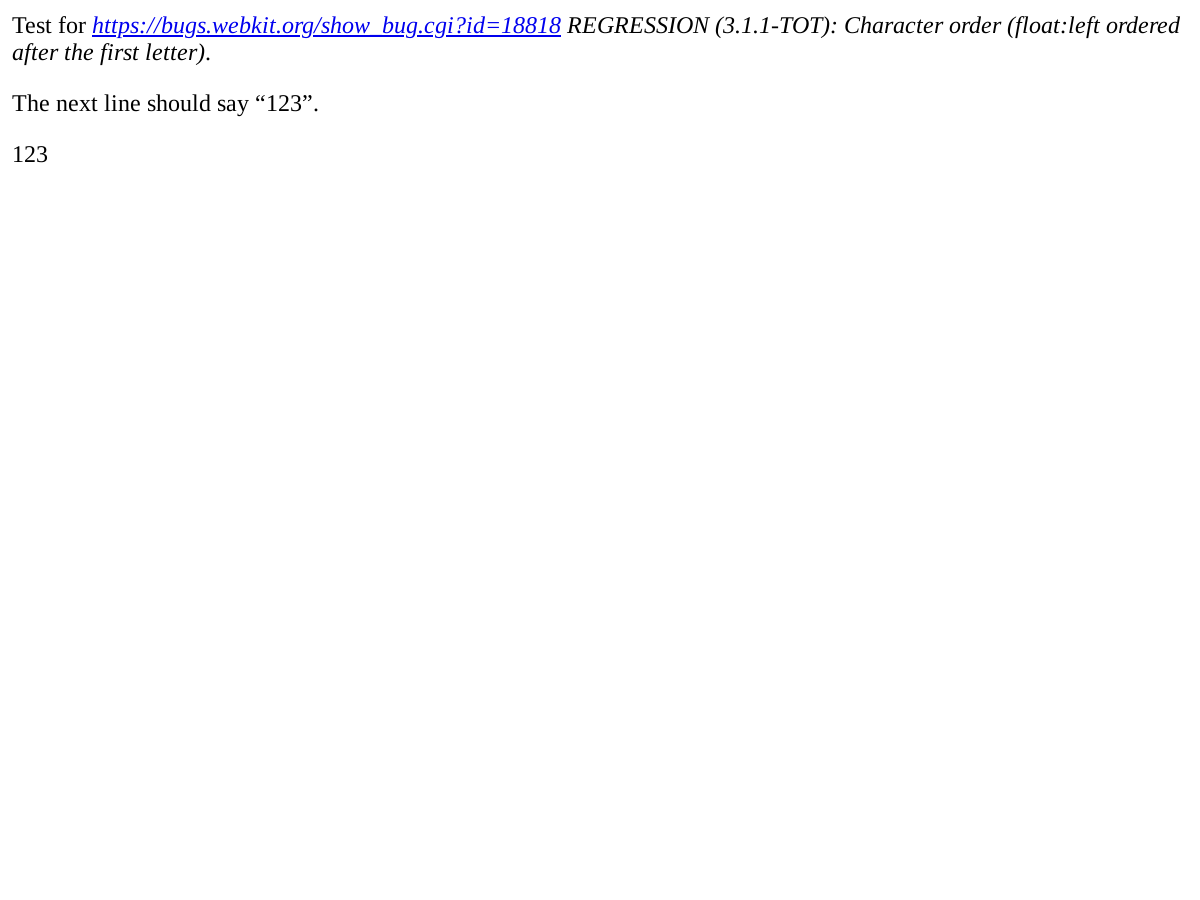 Test for https://bugs.webkit.org/show_bug.cgi?id=18818 REGRESSION (3.1.1-TOT): Character order (float:left ordered
after the first letter).
The next line should say “123”.
123